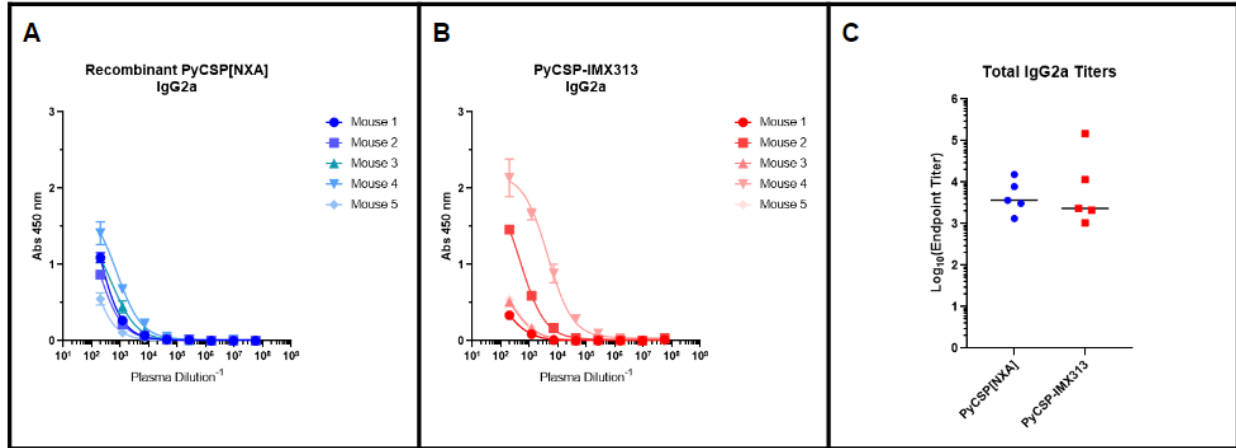 A
Recombinant PyCSP[NXA]
IgG2a
3
2
1
0
Abs 450 nm
10¹ 10² 10³ 10⁴ 10⁵ 10⁶ 10⁷ 10⁸ 10⁹
Plasma Dilution⁻¹
Mouse 1
Mouse 2
Mouse 3
Mouse 4
Mouse 5
B
PyCSP-IMX313
IgG2a
3
2
1
0
Abs 450 nm
10¹ 10² 10³ 10⁴ 10⁵ 10⁶ 10⁷ 10⁸ 10⁹
Plasma Dilution⁻¹
Mouse 1
Mouse 2
Mouse 3
Mouse 4
Mouse 5
C
Total IgG2a Titers
6
5
4
3
2
1
0
Log₁₀(Endpoint Titer)
PyCSP[NXA]
PyCSP-IMX313